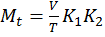 M_t = \frac{V}{T} K_1 K_2